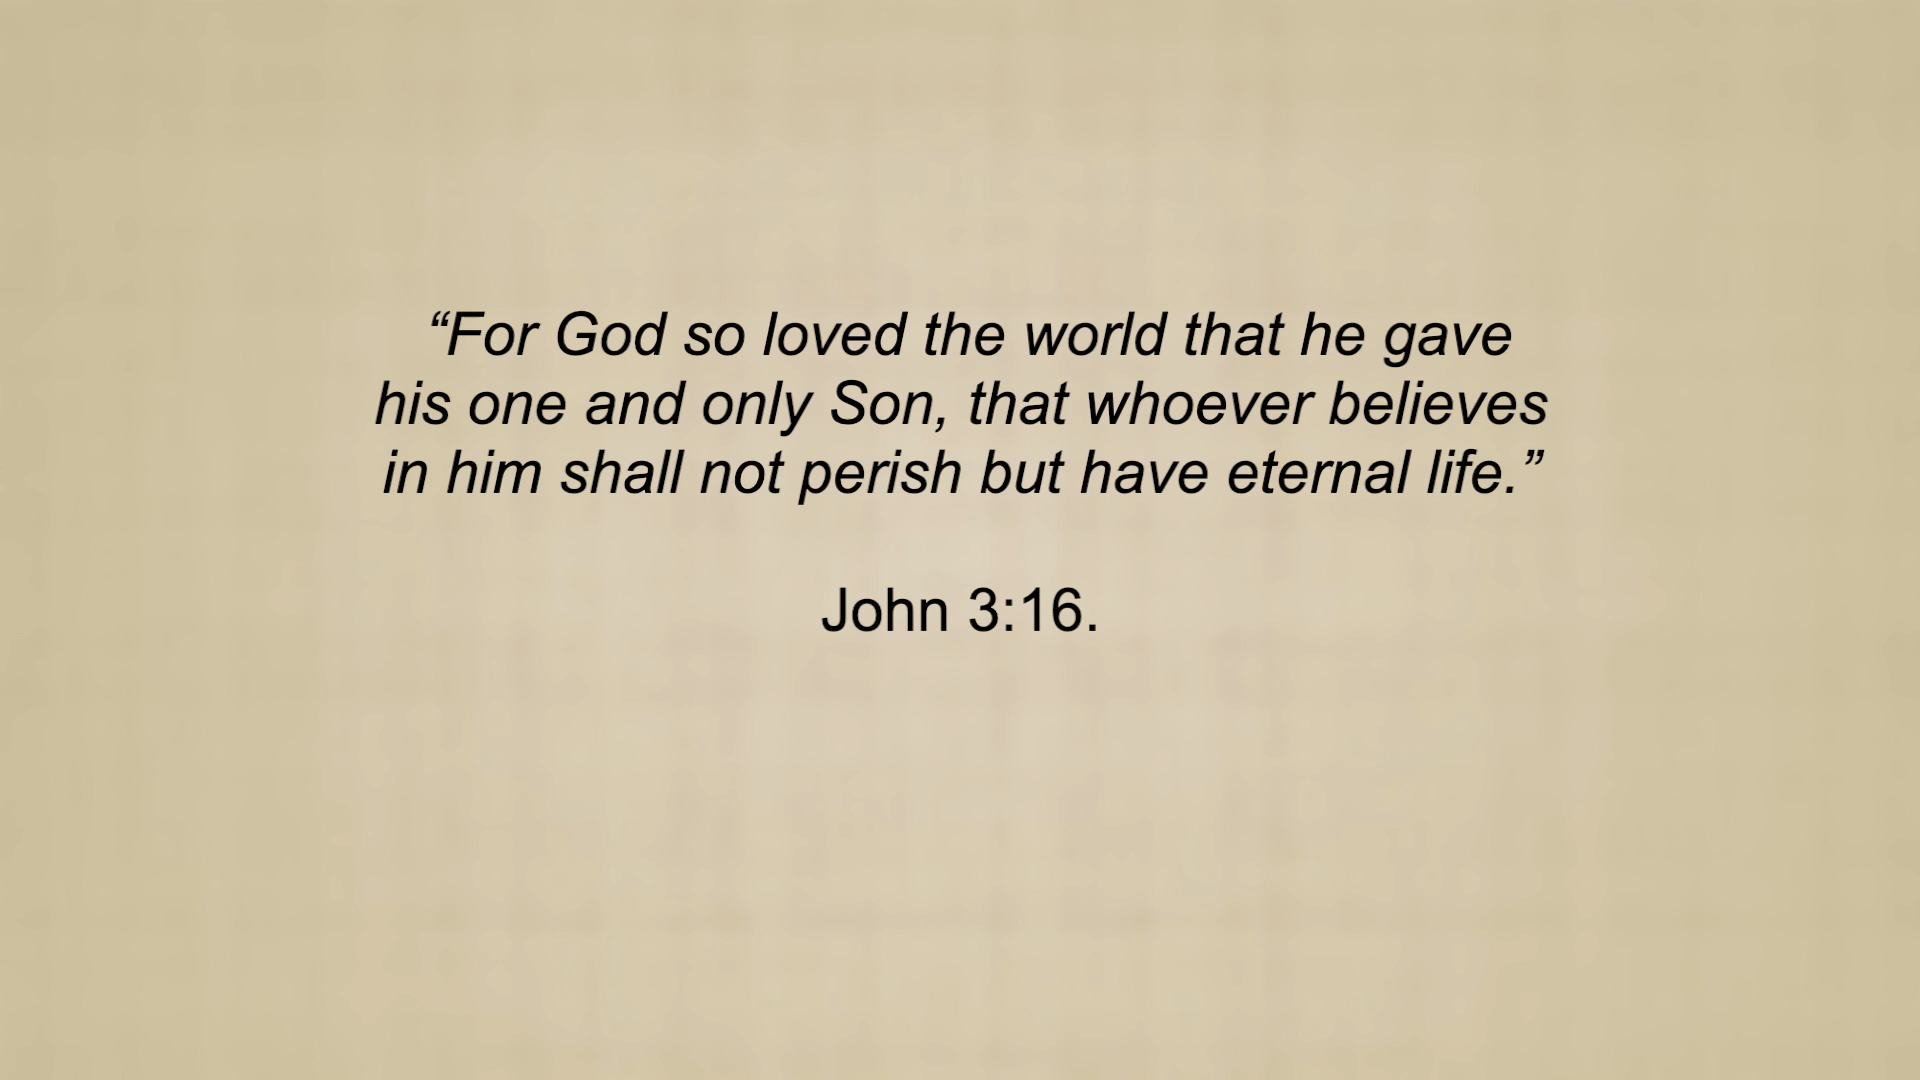 “For God so loved the world that he gave
his one and only Son, that whoever believes
in him shall not perish but have eternal life.”
John 3:16.